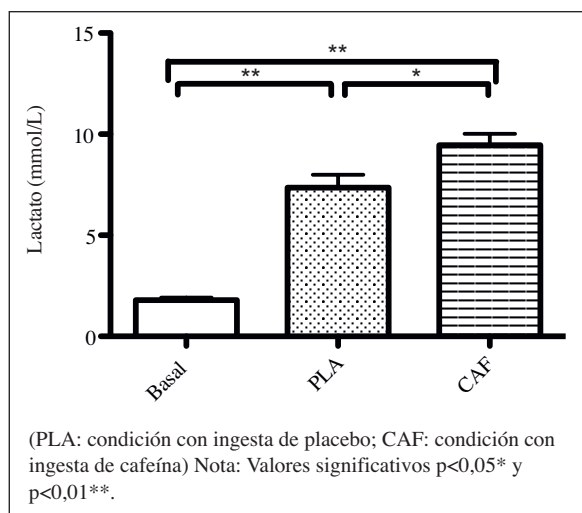 15
**
**
*
10
Lactato (mmol/L)
5
0
Basal
PLA
CAF
(PLA: condición con ingesta de placebo; CAF: condición con
ingesta de cafeína) Nota: Valores significativos p<0,05* y
p<0,01**.